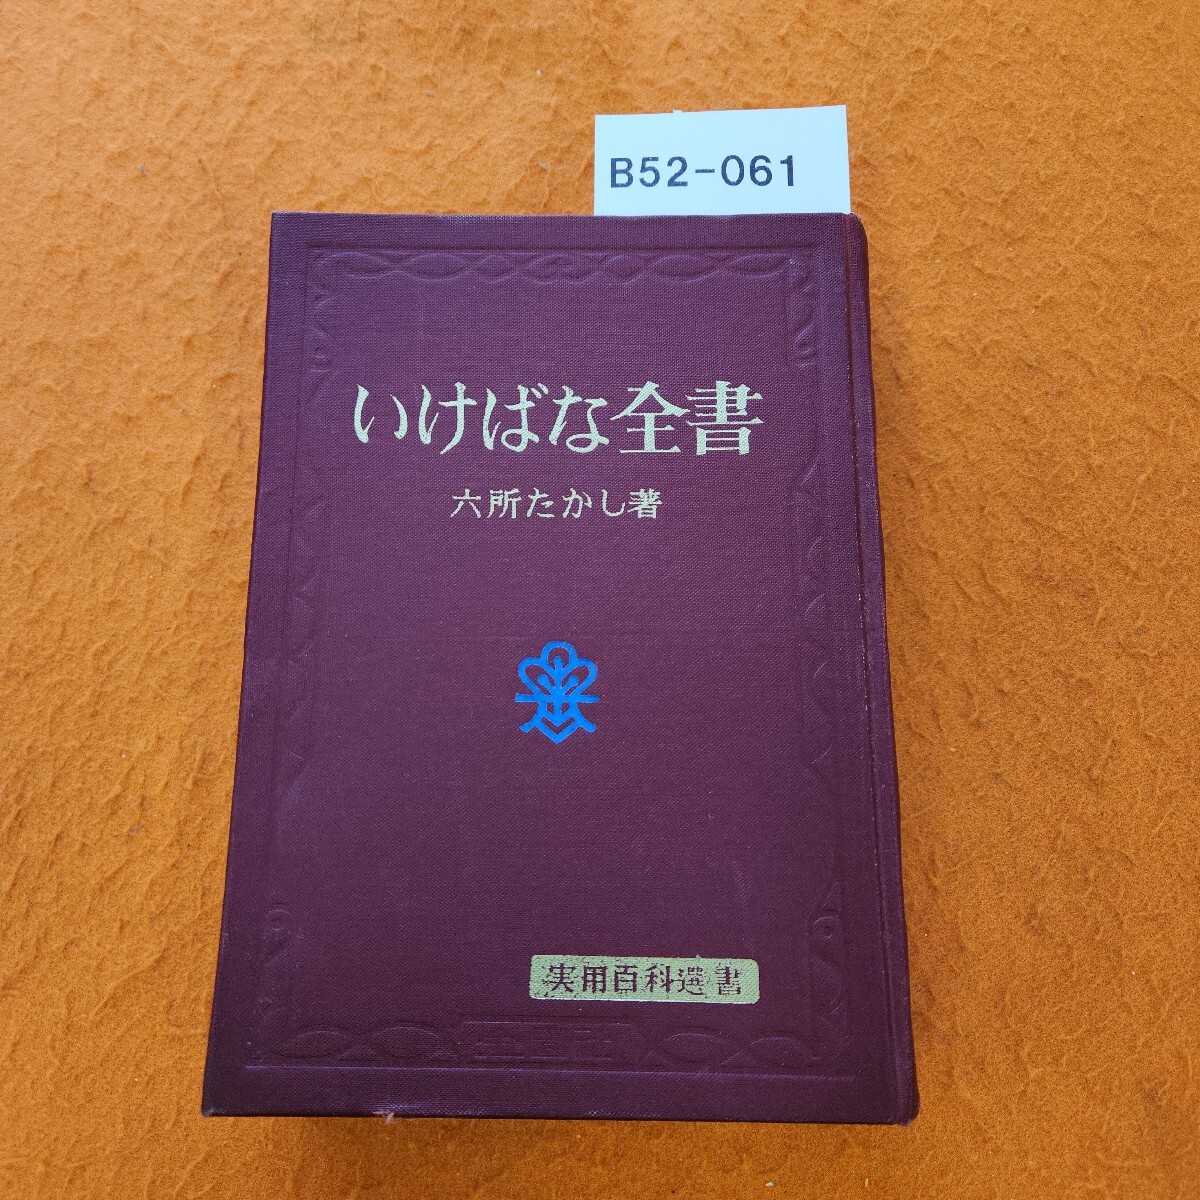 B52-061
いけばな全書
六所たかし著
実用百科選書